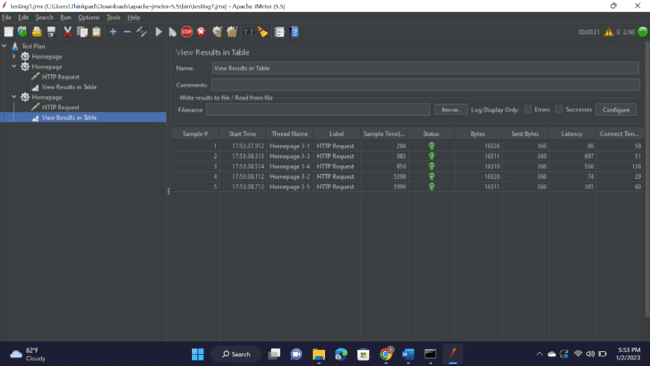 testing1.jmx (C:\Users\Thinkpad\Downloads\apache-jmeter-5.5\bin\testing1.jmx) - Apache JMeter (5.5)
File Edit Search Run Options Tools Help
00:00:21 0 2/60
Test Plan
Homepage
Homepage
HTTP Request
View Results in Table
Homepage
HTTP Request
View Results in Table
View Results in Table
Name: View Results in Table
Comments:
Write results to file / Read from file
Filename Browse... Log/Display Only: Errors Successes Configure
Sample # Start Time Thread Name Label Sample Time(... Status Bytes Sent Bytes Latency Connect Tim...
1 17:53:37.912 Homepage 3-1 HTTP Request 284 16326 366 86 58
2 17:53:38.313 Homepage 3-3 HTTP Request 983 16311 366 697 51
3 17:53:38.514 Homepage 3-4 HTTP Request 856 16310 366 566 136
4 17:53:38.112 Homepage 3-2 HTTP Request 5398 16326 366 74 29
5 17:53:38.712 Homepage 3-5 HTTP Request 5996 16311 366 381 60
82°F
Cloudy
Search
5:53 PM
1/2/2023